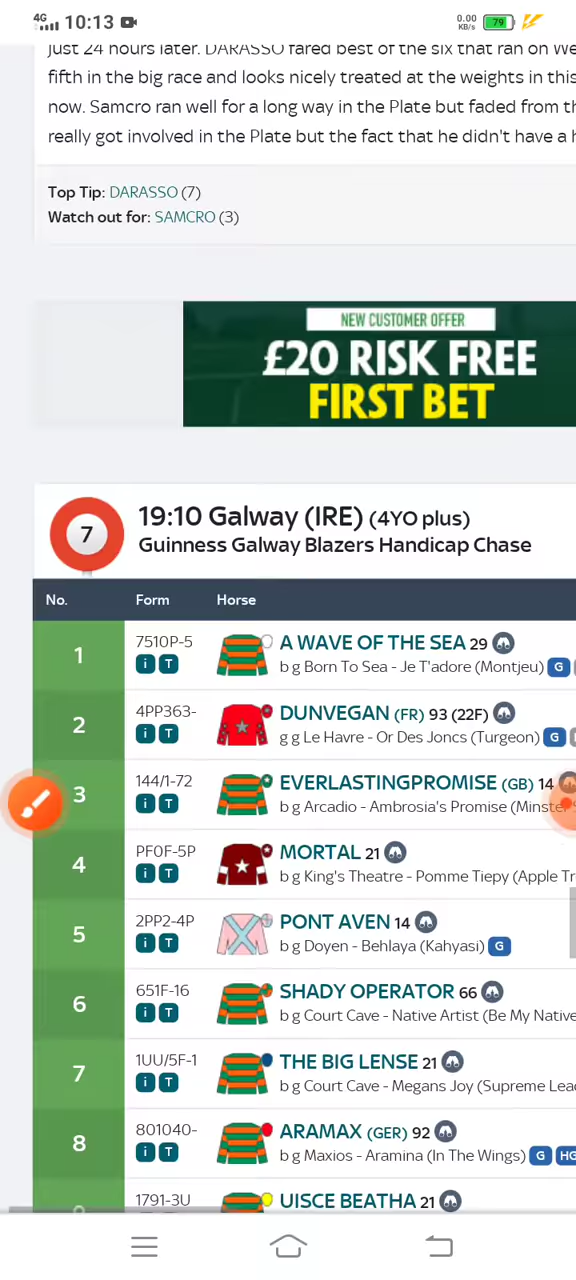 4G 10:13 0.00 KB/s 79
just 24 hours later. DARASSO fared best of the six that ran on We
fifth in the big race and looks nicely treated at the weights in this
now. Samcro ran well for a long way in the Plate but faded from th
really got involved in the Plate but the fact that he didn't have a h
Top Tip: DARASSO (7)
Watch out for: SAMCRO (3)
NEW CUSTOMER OFFER
£20 RISK FREE
FIRST BET
7 19:10 Galway (IRE) (4YO plus)
Guinness Galway Blazers Handicap Chase
No. Form Horse
1 7510P-5 A WAVE OF THE SEA 29
i T b g Born To Sea - Je T'adore (Montjeu) G
2 4PP363- DUNVEGAN (FR) 93 (22F)
i T g g Le Havre - Or Des Joncs (Turgeon) G
3 144/1-72 EVERLASTINGPROMISE (GB) 14
i T b g Arcadio - Ambrosia's Promise (Minster
4 PF0F-5P MORTAL 21
i T b g King's Theatre - Pomme Tiepy (Apple Tr
5 2PP2-4P PONT AVEN 14
i T b g Doyen - Behlaya (Kahyasi) G
6 651F-16 SHADY OPERATOR 66
i T b g Court Cave - Native Artist (Be My Native
7 1UU/5F-1 THE BIG LENSE 21
i T b g Court Cave - Megans Joy (Supreme Lea
8 801040- ARAMAX (GER) 92
i T b g Maxios - Aramina (In The Wings) G HG
1791-3U UISCE BEATHA 21